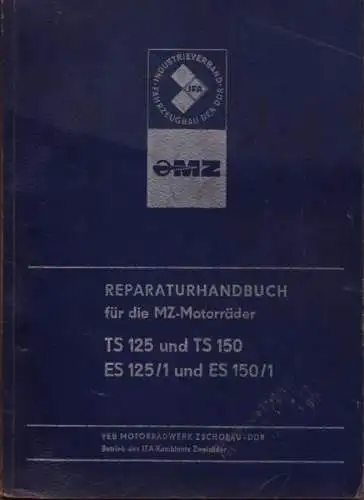 INDUSTRIEVERBAND
FAHRZEUGBAU DER DDR
IFA
MZ
REPARATURHANDBUCH
für die MZ-Motorräder
TS 125 und TS 150
ES 125/1 und ES 150/1
VEB MOTORRADWERK ZSCHOPAU · DDR
Betrieb des IFA-Kombinats Zweiräder